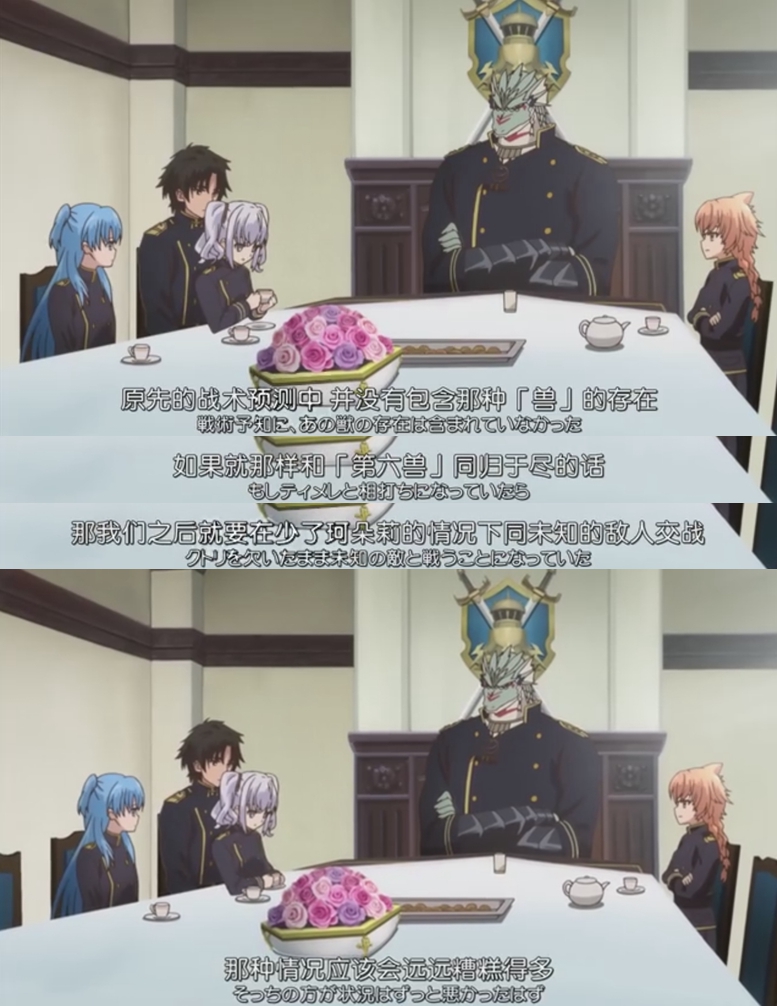 原先的战术预测中 并没有包含那种「兽」的存在
戦術予知に、あの獣の存在は含まれていなかった
如果就那样和「第六兽」同归于尽的话
もしティメレと相打ちになっていたら
那我们之后就要在少了珂朵莉的情况下同未知的敌人交战
クトリを欠いたまま未知の敵と戦うことになっていた
那种情况应该会远远糟糕得多
そっちの方が状況はずっと悪かったはず